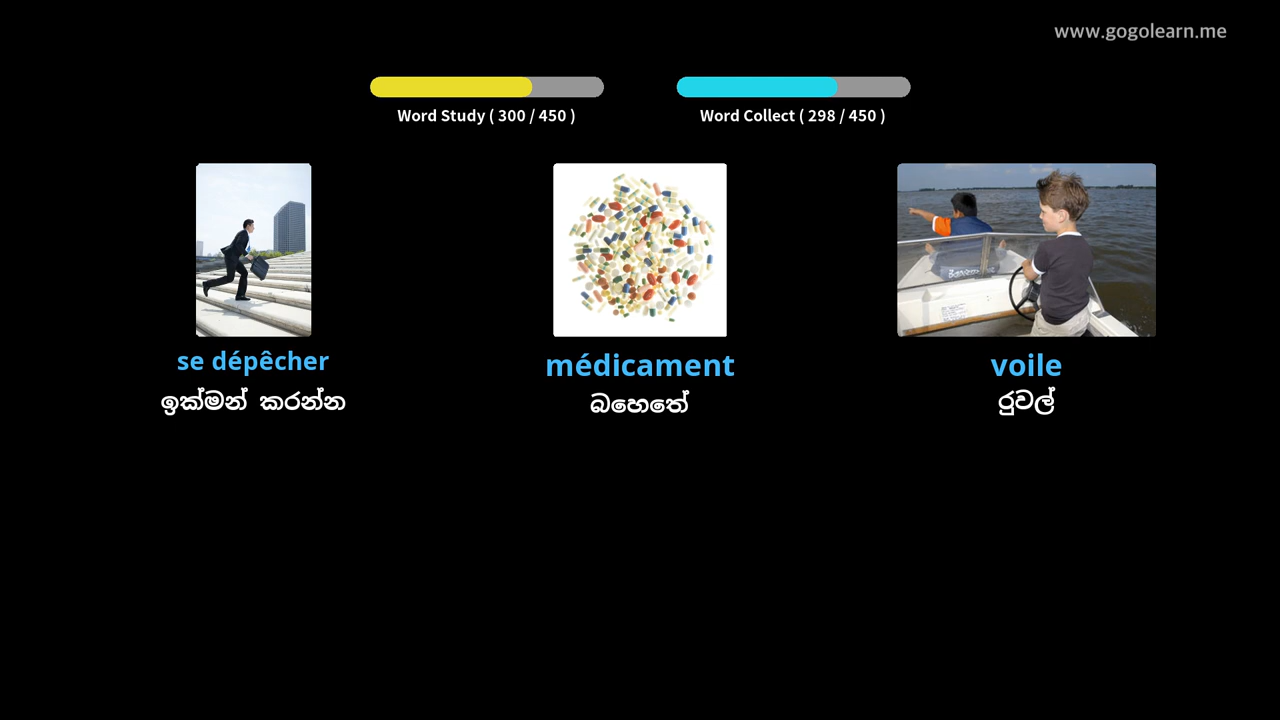 www.gogolearn.me
Word Study ( 300 / 450 )
Word Collect ( 298 / 450 )
se dépêcher
médicament
voile
ඉක්මන් කරන්න
බහෙතේ
රුවල්